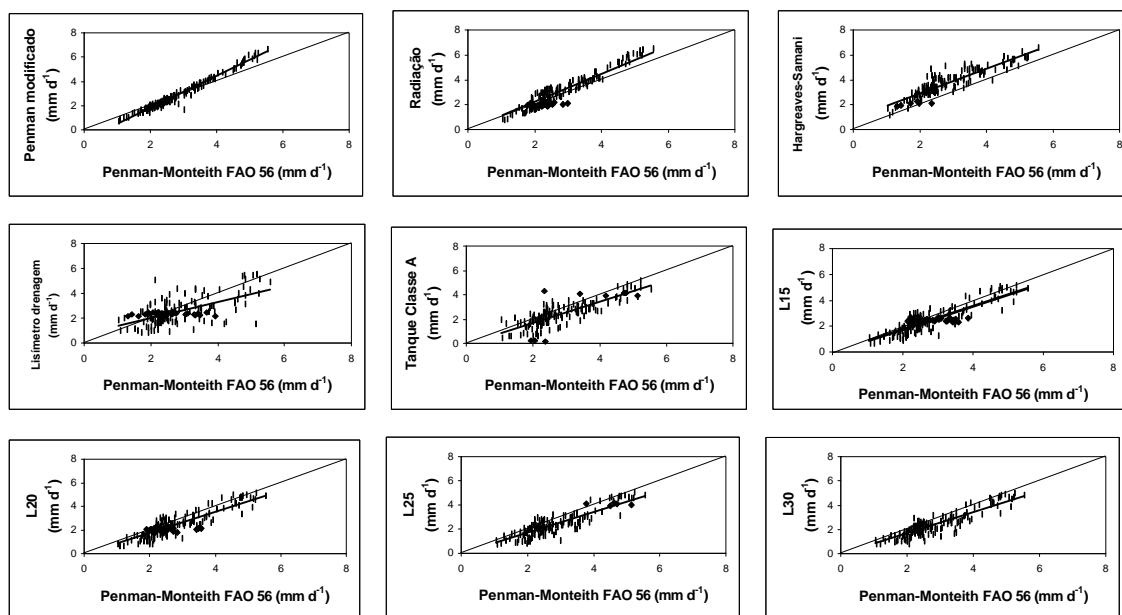 Penman modificado
(mm d-1)
8
6
4
2
0
0 2 4 6 8
Penman-Monteith FAO 56 (mm d-1)
Radiação
(mm d-1)
8
6
4
2
0
0 2 4 6 8
Penman-Monteith FAO 56 (mm d-1)
Hargreaves-Samani
(mm d-1)
8
6
4
2
0
0 2 4 6 8
Penman-Monteith FAO 56 (mm d-1)
Lisímetro drenagem
(mm d-1)
8
6
4
2
0
0 2 4 6 8
Penman-Monteith FAO 56 (mm d-1)
Tanque Classe A
(mm d-1)
8
6
4
2
0
0 2 4 6 8
Penman-Monteith FAO 56 (mm d-1)
L15
(mm d-1)
8
6
4
2
0
0 2 4 6 8
Penman-Monteith FAO 56 (mm d-1)
L20
(mm d-1)
8
6
4
2
0
0 2 4 6 8
Penman-Monteith FAO 56 (mm d-1)
L25
(mm d-1)
8
6
4
2
0
0 2 4 6 8
Penman-Monteith FAO 56 (mm d-1)
L30
(mm d-1)
8
6
4
2
0
0 2 4 6 8
Penman-Monteith FAO 56 (mm d-1)